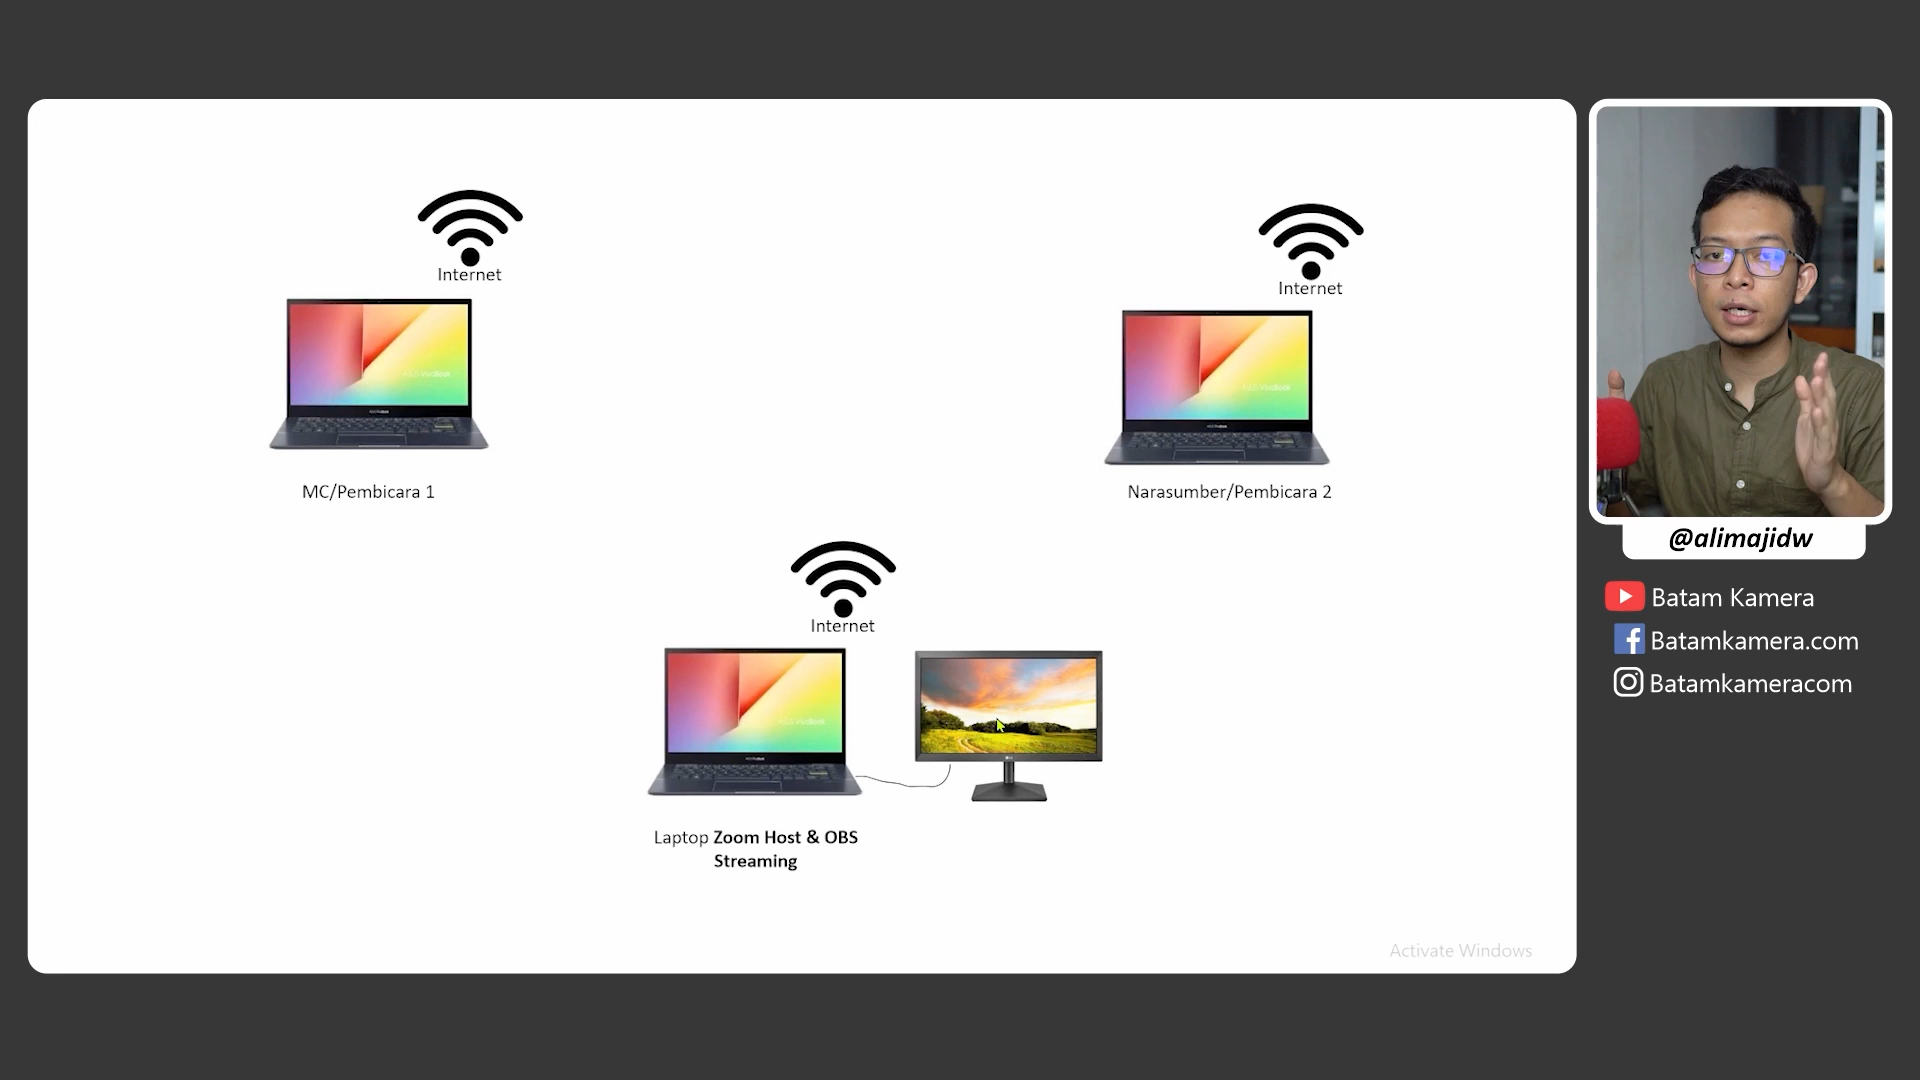 Internet
Internet
MC/Pembicara 1
Narasumber/Pembicara 2
Internet
Laptop Zoom Host & OBS
Streaming
Activate Windows
@alimajidw
Batam Kamera
Batamkamera.com
Batamkameracom